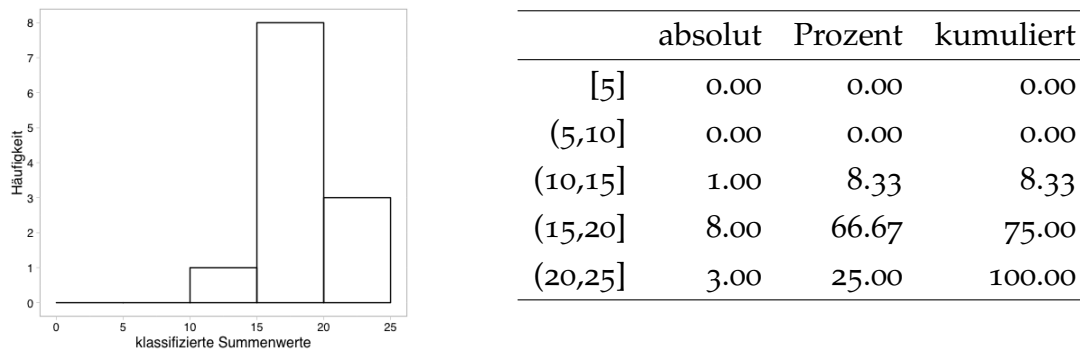 8
7
6
5
4
3
2
1
0
Häufigkeit
0 5 10 15 20 25
klassifizierte Summenwerte
absolut Prozent kumuliert
[5] 0.00 0.00 0.00
(5,10] 0.00 0.00 0.00
(10,15] 1.00 8.33 8.33
(15,20] 8.00 66.67 75.00
(20,25] 3.00 25.00 100.00